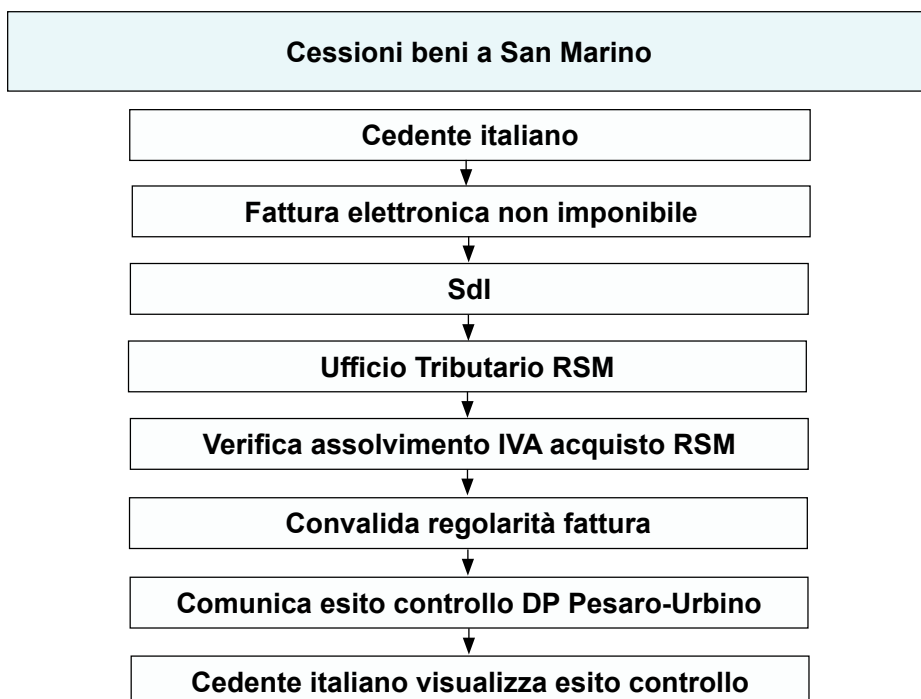 Cessioni beni a San Marino
Cedente italiano
Fattura elettronica non imponibile
SdI
Ufficio Tributario RSM
Verifica assolvimento IVA acquisto RSM
Convalida regolarità fattura
Comunica esito controllo DP Pesaro-Urbino
Cedente italiano visualizza esito controllo